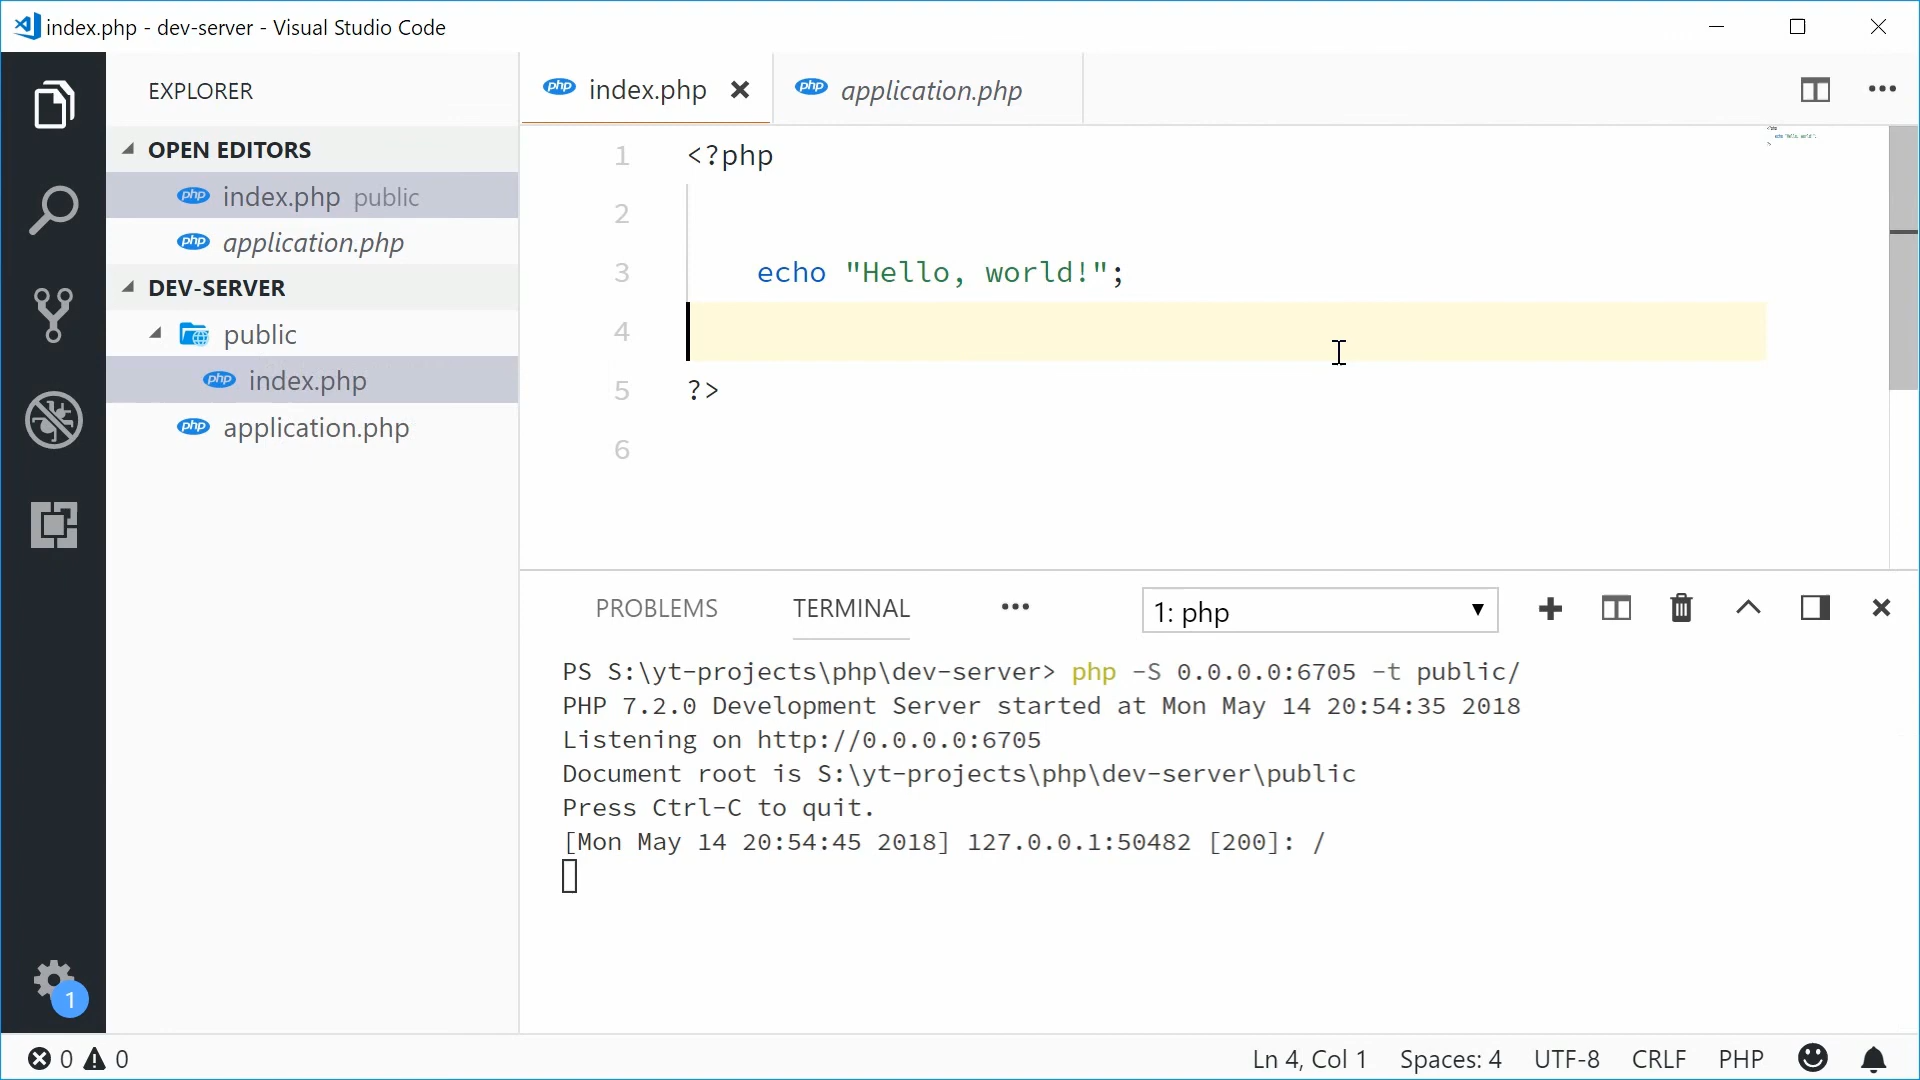 index.php - dev-server - Visual Studio Code
EXPLORER
OPEN EDITORS
php index.php public
php application.php
DEV-SERVER
public
php index.php
php application.php
1
php index.php
php application.php
1 <?php
2
3 echo "Hello, world!";
4
5 ?>
6
PROBLEMS TERMINAL
1: php
PS S:\yt-projects\php\dev-server> php -S 0.0.0.0:6705 -t public/
PHP 7.2.0 Development Server started at Mon May 14 20:54:35 2018
Listening on http://0.0.0.0:6705
Document root is S:\yt-projects\php\dev-server\public
Press Ctrl-C to quit.
[Mon May 14 20:54:45 2018] 127.0.0.1:50482 [200]: /
0 0
Ln 4, Col 1 Spaces: 4 UTF-8 CRLF PHP